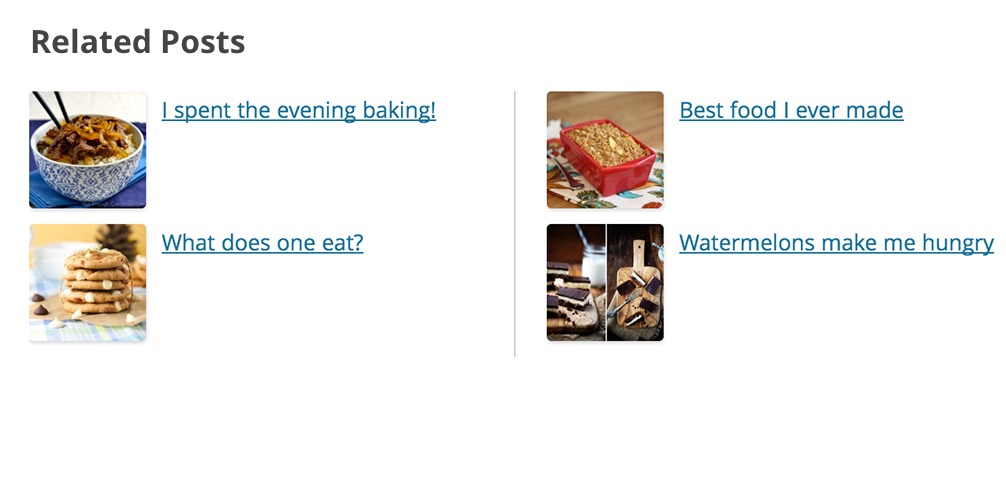 Related Posts
I spent the evening baking!
What does one eat?
Best food I ever made
Watermelons make me hungry